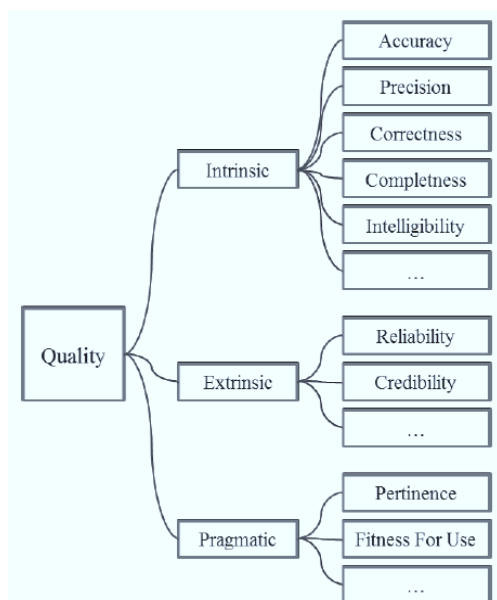 Quality
Intrinsic
Accuracy
Precision
Correctness
Completness
Intelligibility
...
Extrinsic
Reliability
Credibility
...
Pragmatic
Pertinence
Fitness For Use
...